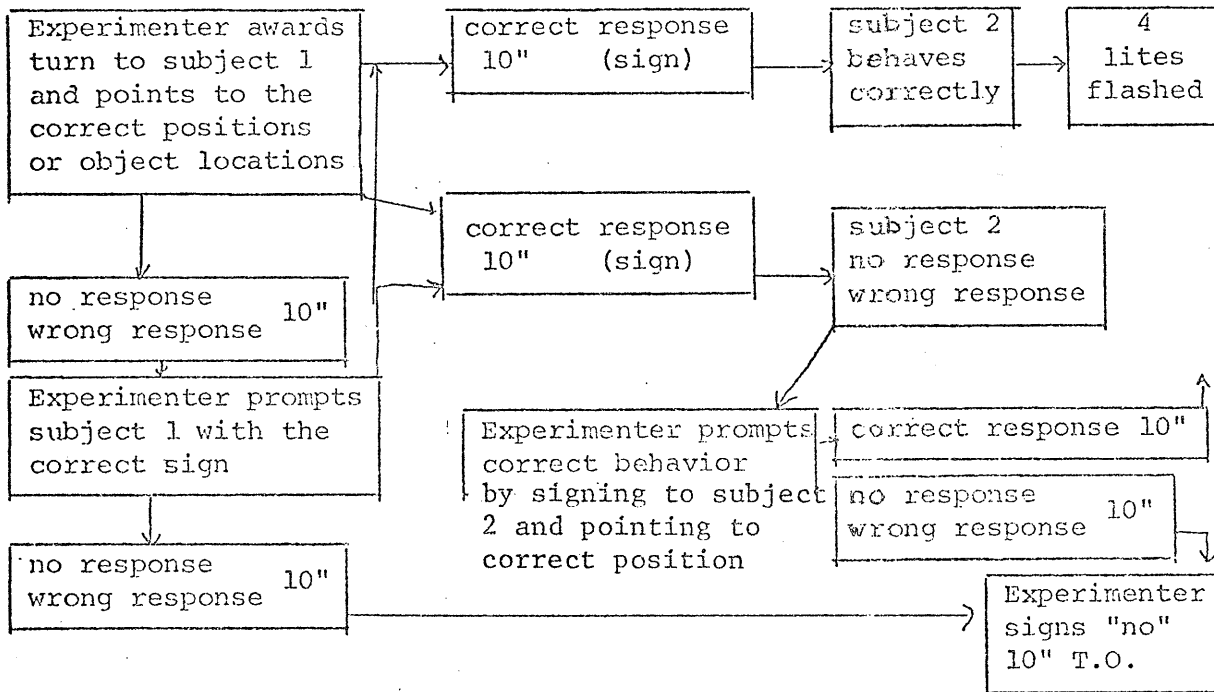 Experimenter awards
turn to subject 1
and points to the
correct positions
or object locations
correct response
10" (sign)
subject 2
behaves
correctly
4
lites
flashed
correct response
10" (sign)
subject 2
no response
wrong response
no response
wrong response 10"
Experimenter prompts
subject 1 with the
correct sign
Experimenter prompts
correct behavior
by signing to subject
2 and pointing to
correct position
correct response 10"
no response
wrong response 10"
no response
wrong response 10"
Experimenter
signs "no"
10" T.O.